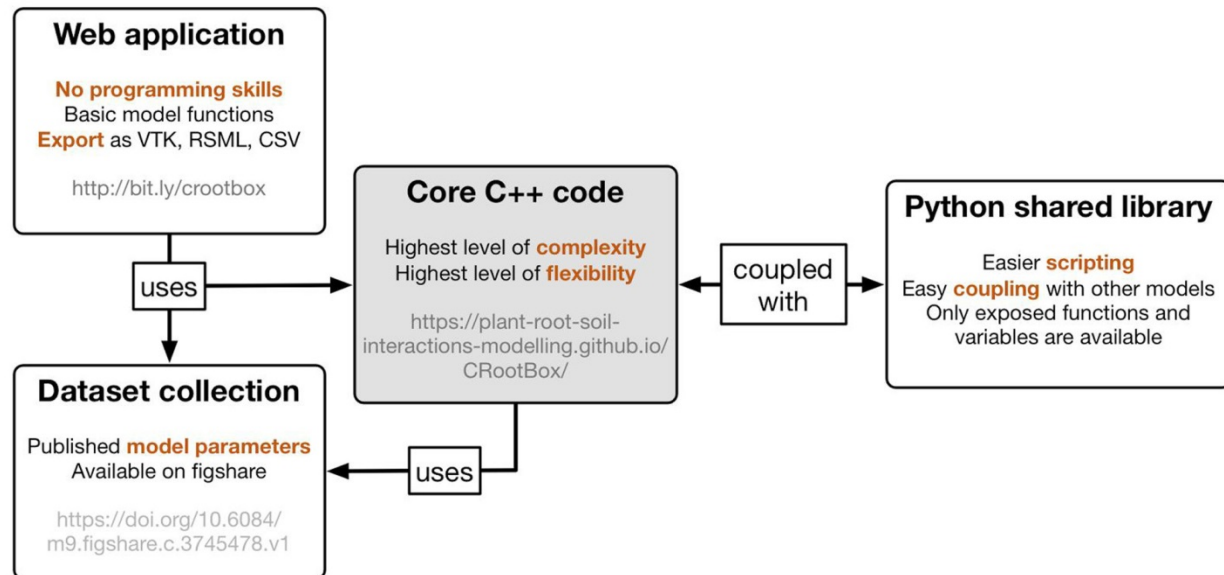 Web application
No programming skills
Basic model functions
Export as VTK, RSML, CSV
http://bit.ly/crootbox
uses
Core C++ code
Highest level of complexity
Highest level of flexibility
https://plant-root-soil-
interactions-modelling.github.io/
CRootBox/
coupled
with
Python shared library
Easier scripting
Easy coupling with other models
Only exposed functions and
variables are available
Dataset collection
Published model parameters
Available on figshare
https://doi.org/10.6084/
m9.figshare.c.3745478.v1
uses